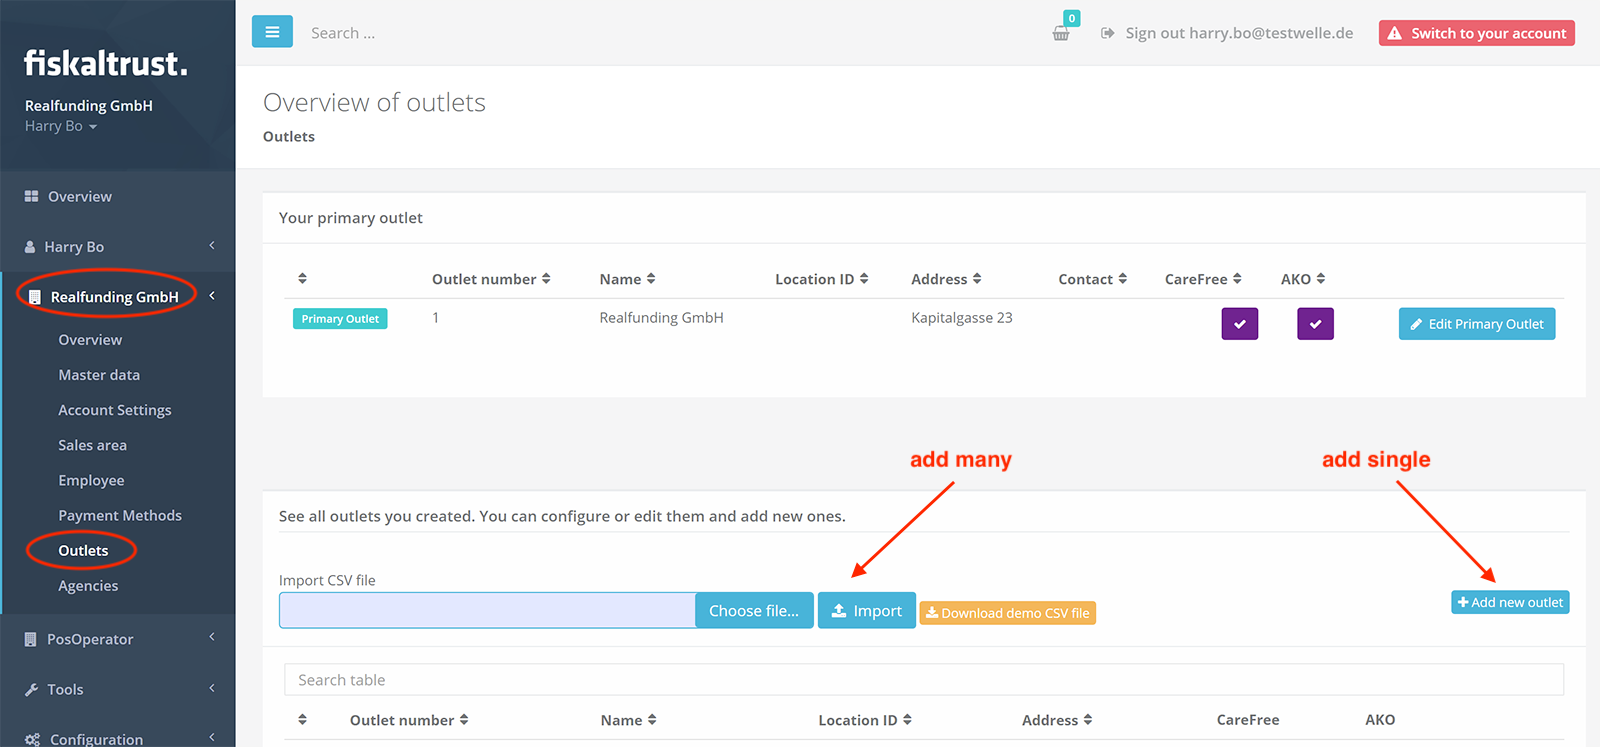 fiskaltrust.
Realfunding GmbH
Harry Bo
Overview
Harry Bo
Realfunding GmbH
Overview
Master data
Account Settings
Sales area
Employee
Payment Methods
Outlets
Agencies
PosOperator
Tools
Configuration
Search ...
0
Sign out harry.bo@testwelle.de
Switch to your account
Overview of outlets
Outlets
Your primary outlet
Outlet number Name Location ID Address Contact CareFree AKO
Primary Outlet 1 Realfunding GmbH Kapitalgasse 23 Edit Primary Outlet
add many add single
See all outlets you created. You can configure or edit them and add new ones.
Import CSV file
Choose file... Import Download demo CSV file + Add new outlet
Search table
Outlet number Name Location ID Address CareFree AKO